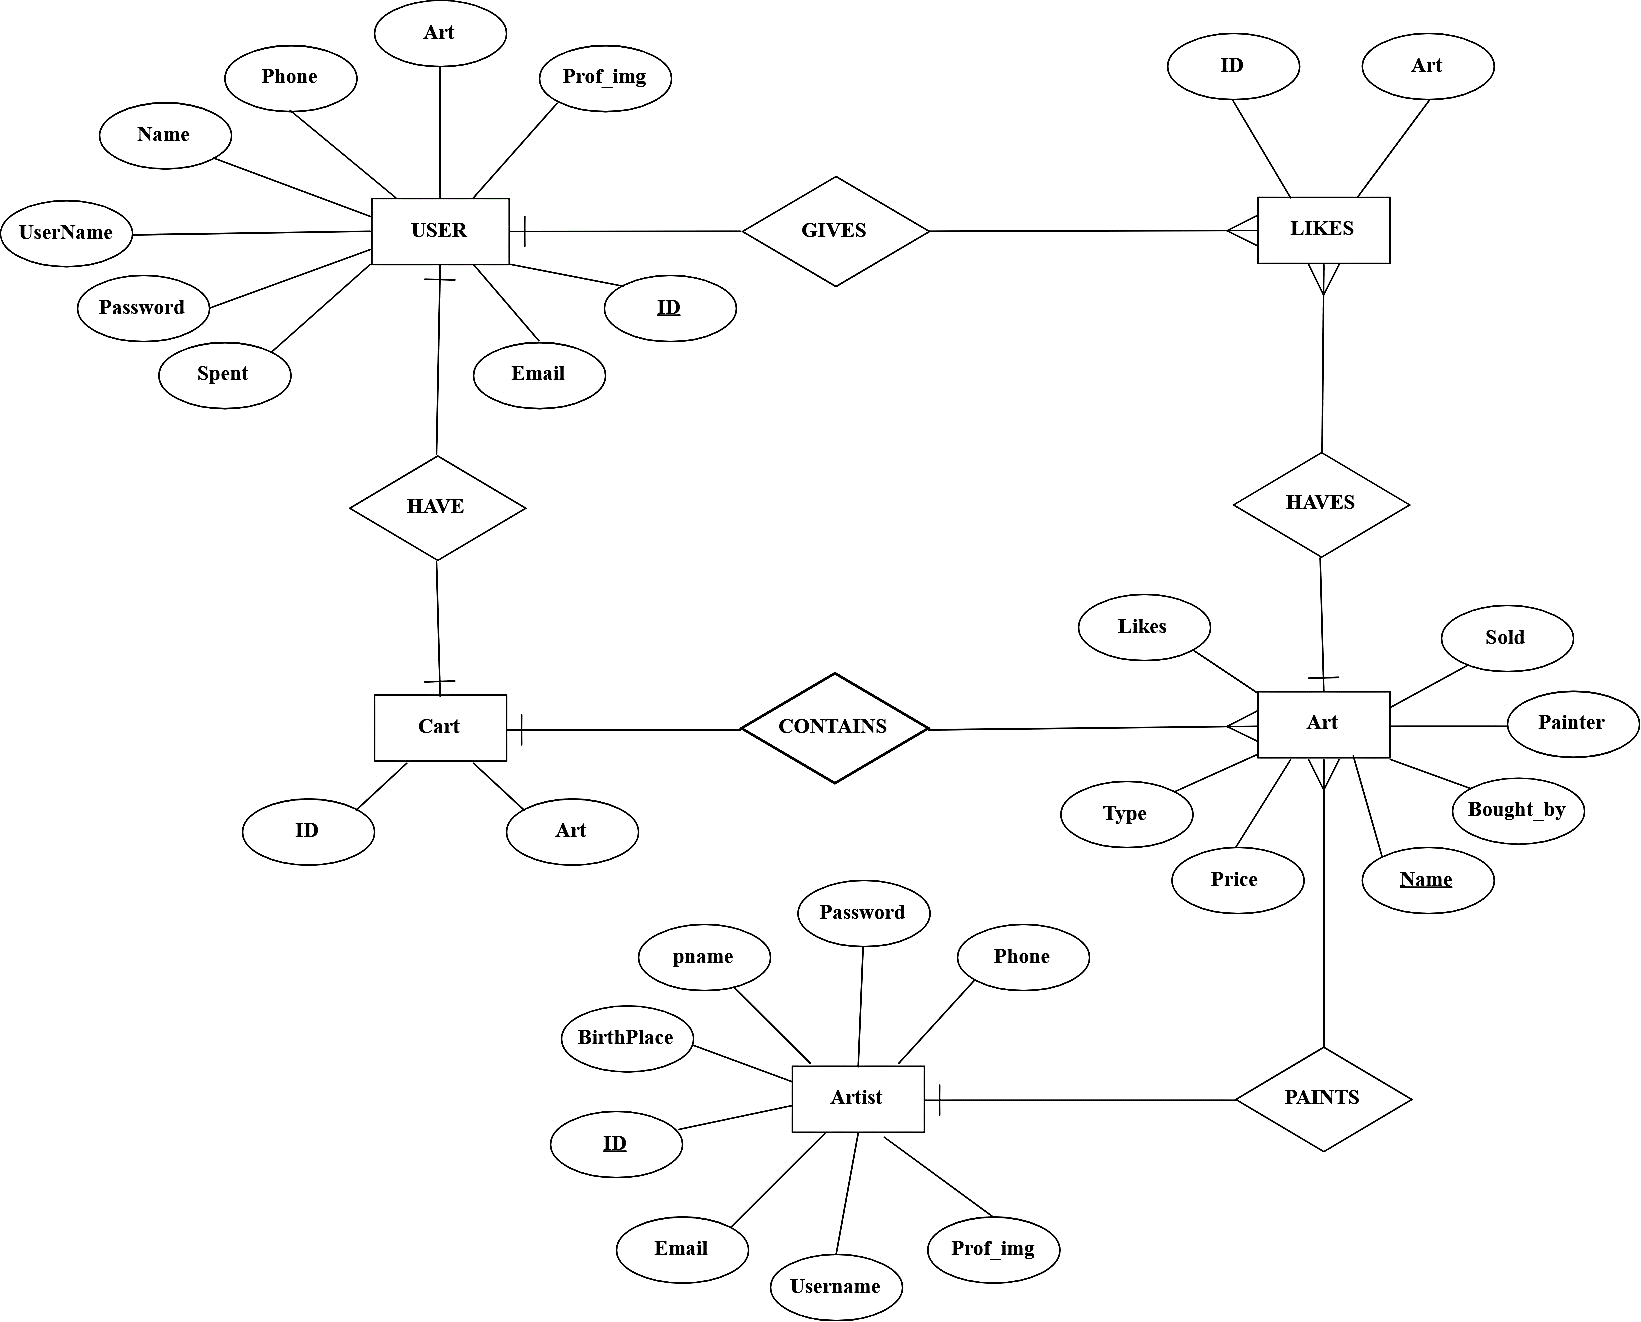 Art
Phone
Prof_img
Name
UserName
USER
Password
ID
Spent
Email
GIVES
ID
Art
LIKES
HAVE
HAVES
Cart
ID
Art
CONTAINS
Likes
Sold
Art
Painter
Type
Bought_by
Price
Name
Password
pname
Phone
BirthPlace
Artist
ID
Email
Username
Prof_img
PAINTS